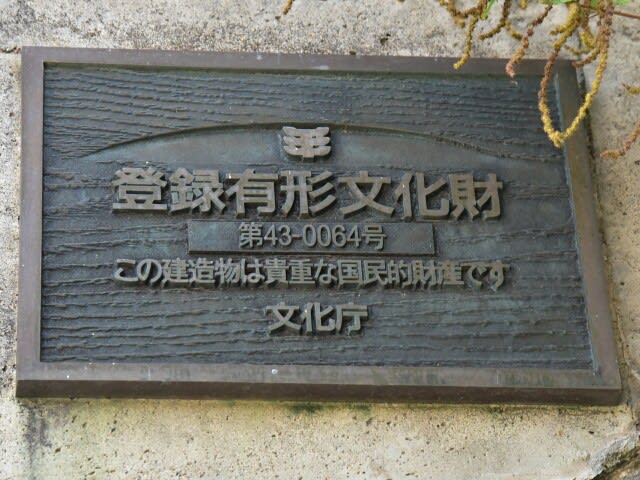 登録有形文化財
第43-0064号
この建造物は貴重な国民的財産です
文化庁